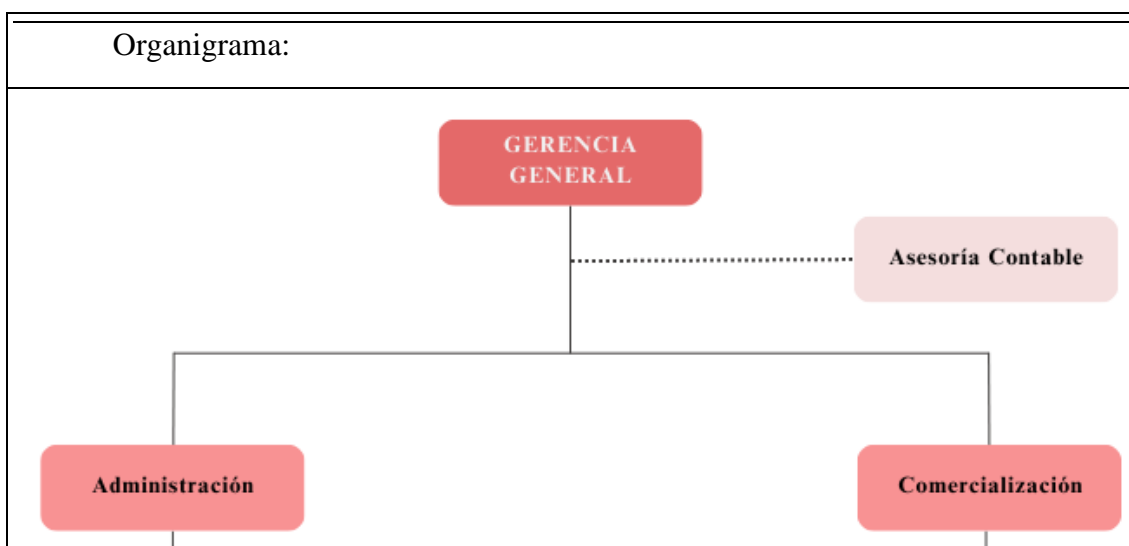 Organigrama:
GERENCIA
GENERAL
Asesoría Contable
Administración
Comercialización